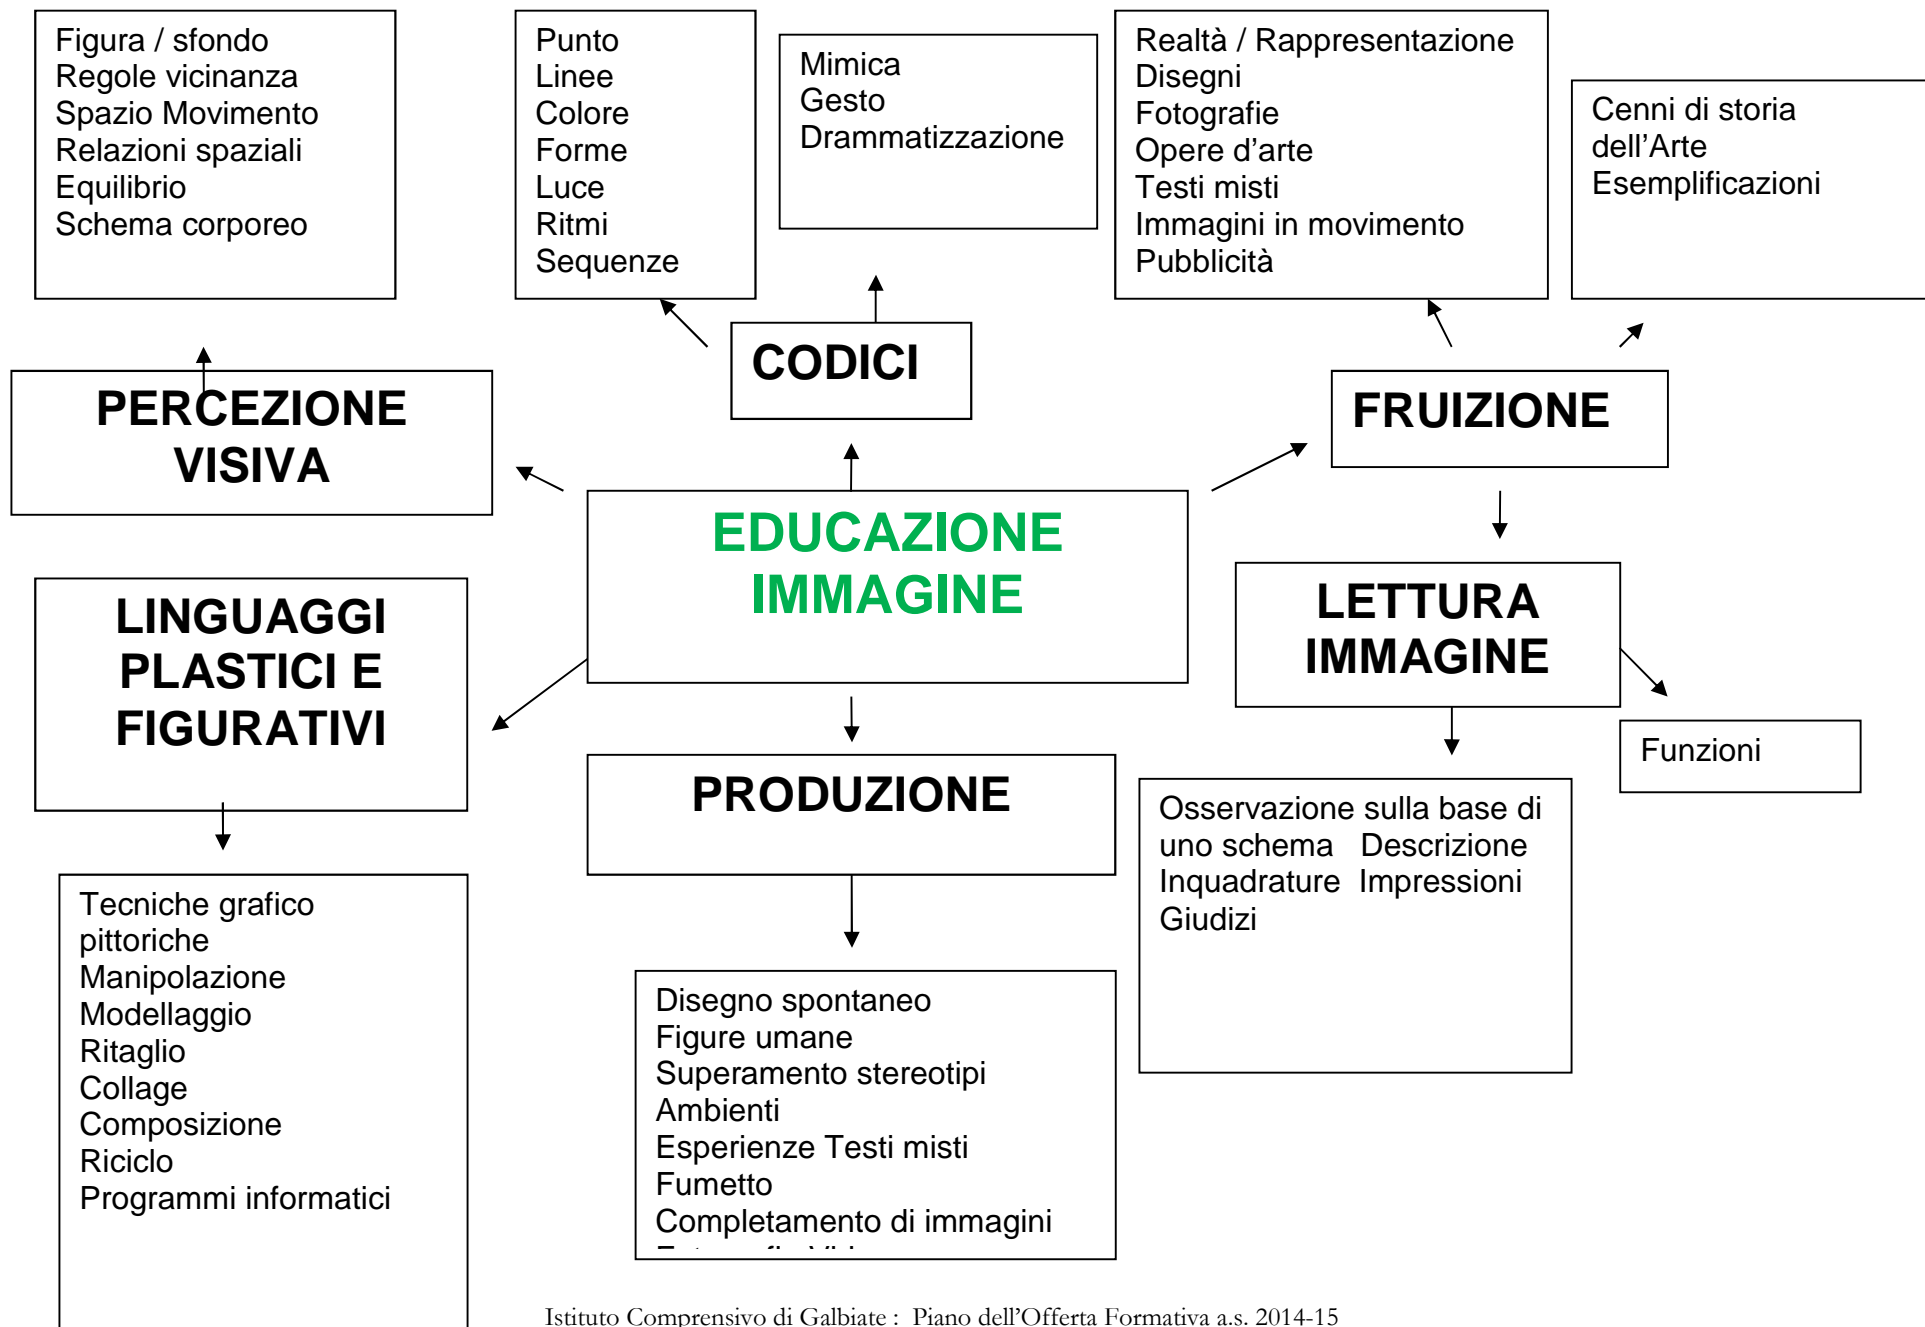 Figura / sfondo
Regole vicinanza
Spazio Movimento
Relazioni spaziali
Equilibrio
Schema corporeo
Punto
Linee
Colore
Forme
Luce
Ritmi
Sequenze
Mimica
Gesto
Drammatizzazione
Realtà / Rappresentazione
Disegni
Fotografie
Opere d’arte
Testi misti
Immagini in movimento
Pubblicità
Cenni di storia
dell’Arte
Esemplificazioni
PERCEZIONE
VISIVA
CODICI
FRUIZIONE
EDUCAZIONE
IMMAGINE
LINGUAGGI
PLASTICI E
FIGURATIVI
LETTURA
IMMAGINE
Funzioni
PRODUZIONE
Osservazione sulla base di
uno schema Descrizione
Inquadrature Impressioni
Giudizi
Tecniche grafico
pittoriche
Manipolazione
Modellaggio
Ritaglio
Collage
Composizione
Riciclo
Programmi informatici
Disegno spontaneo
Figure umane
Superamento stereotipi
Ambienti
Esperienze Testi misti
Fumetto
Completamento di immagini
Istituto Comprensivo di Galbiate : Piano dell’Offerta Formativa a.s. 2014-15